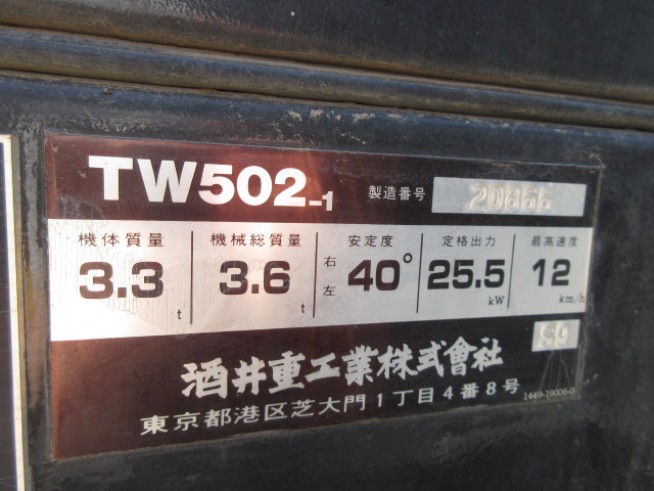 TW502-1 製造番号 20866
機体質量 機械総質量 安定度 定格出力 最高速度
3.3 t 3.6 t 右左 40° 25.5 kW 12 km/h
酒井重工業株式會社
東京都港区芝大門1丁目4番8号
1449-19006-0